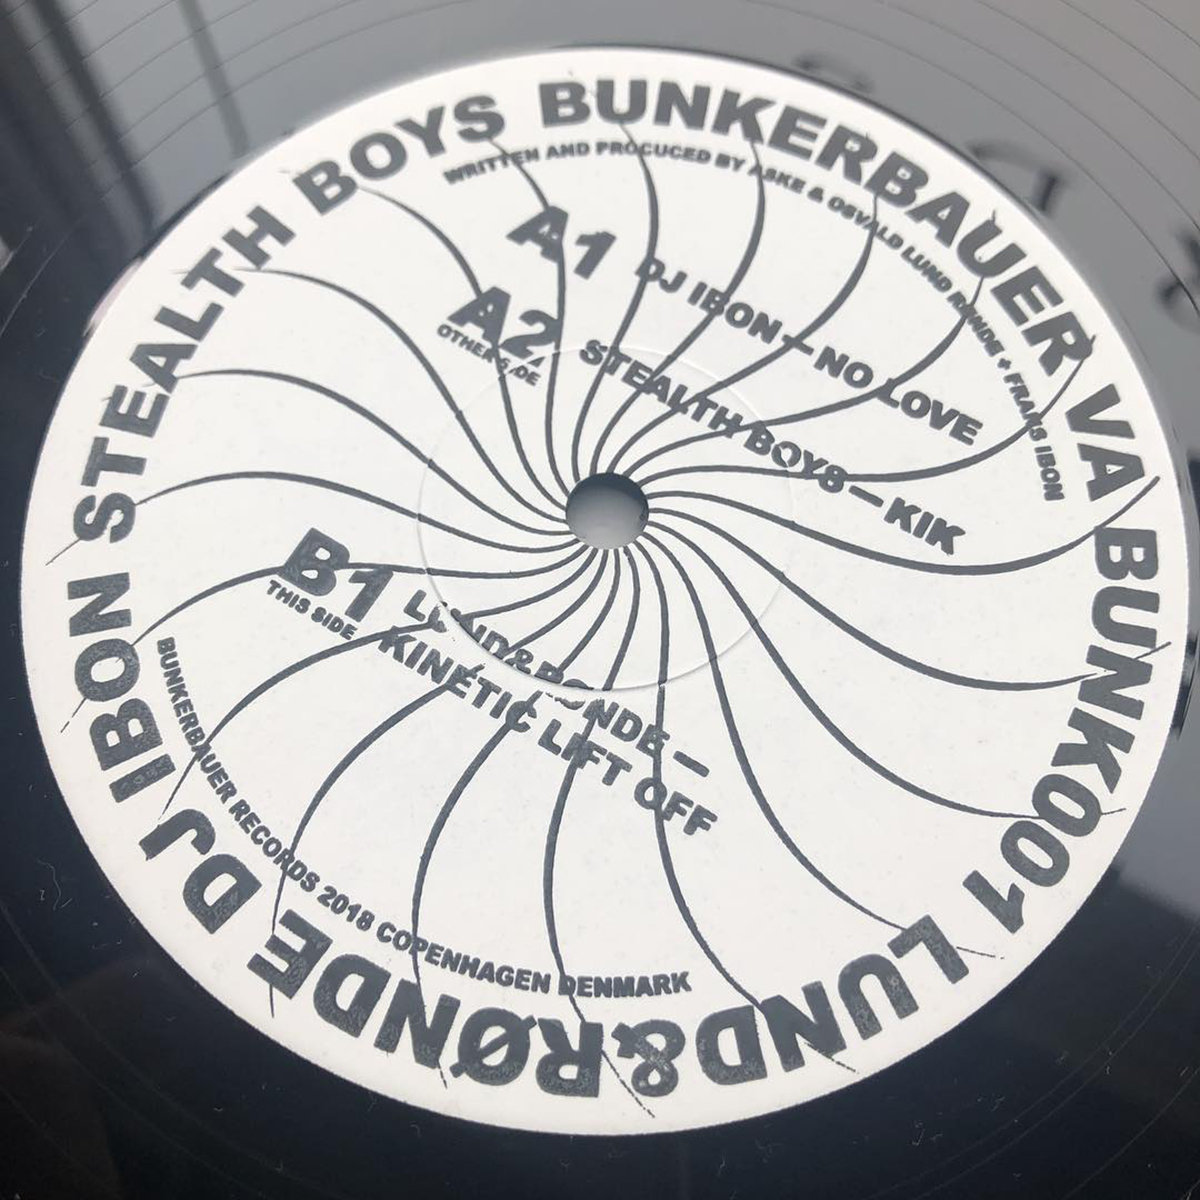 BUNKERBAUER VA BUNK001 LUND&RØNDE DJ IBON STEALTH BOYS
WRITTEN AND PROCUCED BY ASKE & OSVALD LUND RØNDE + FRANS IBON
A1 DJ IBON – NO LOVE
A2 STEALTH BOYS – KIK
OTHER SIDE
B1 LUND&RØNDE –
KINETIC LIFT OFF
THIS SIDE
BUNKERBAUER RECORDS 2018 COPENHAGEN DENMARK